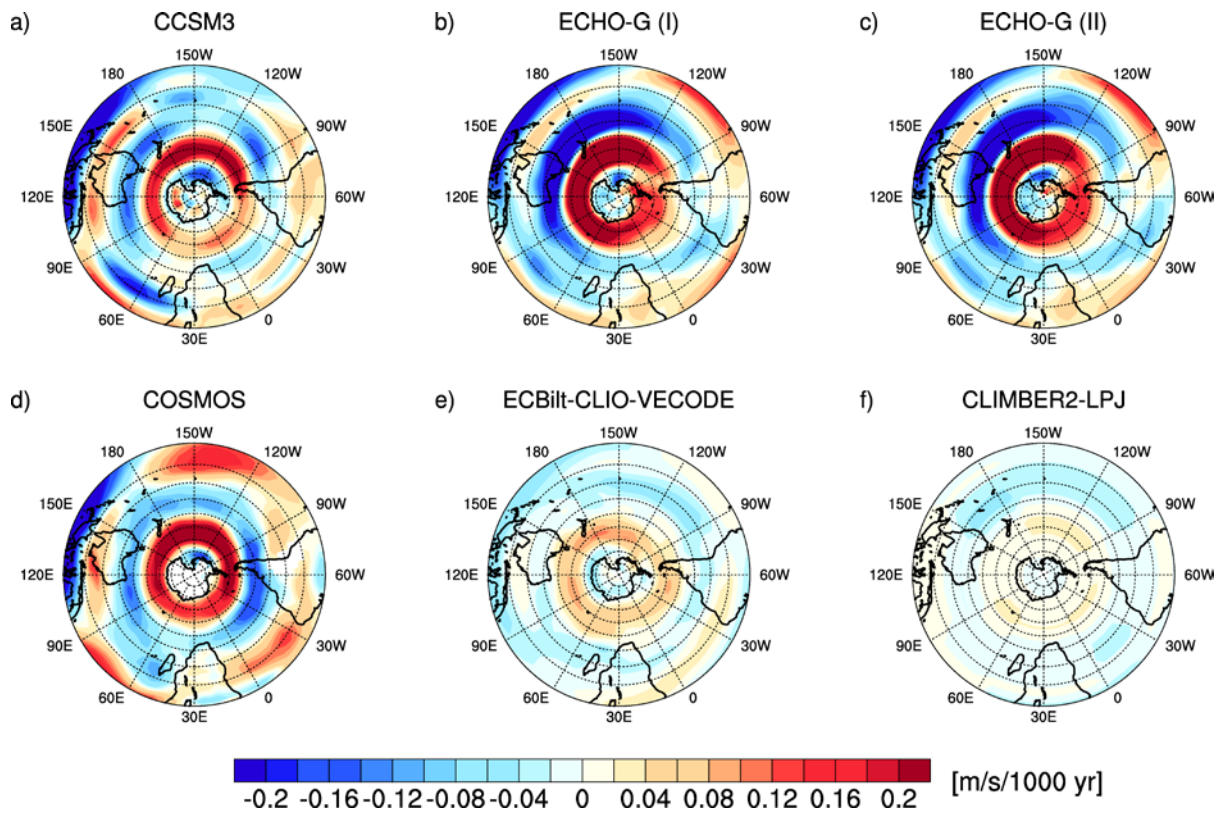 a) CCSM3
b) ECHO-G (I)
c) ECHO-G (II)
150W
180 120W
150E 90W
120E 60W
90E 30W
60E 0
30E
150W
180 120W
150E 90W
120E 60W
90E 30W
60E 0
30E
150W
180 120W
150E 90W
120E 60W
90E 30W
60E 0
30E
d) COSMOS
e) ECBilt-CLIO-VECODE
f) CLIMBER2-LPJ
150W
180 120W
150E 90W
120E 60W
90E 30W
60E 0
30E
150W
180 120W
150E 90W
120E 60W
90E 30W
60E 0
30E
150W
180 120W
150E 90W
120E 60W
90E 30W
60E 0
30E
-0.2 -0.16 -0.12 -0.08 -0.04 0 0.04 0.08 0.12 0.16 0.2 [m/s/1000 yr]